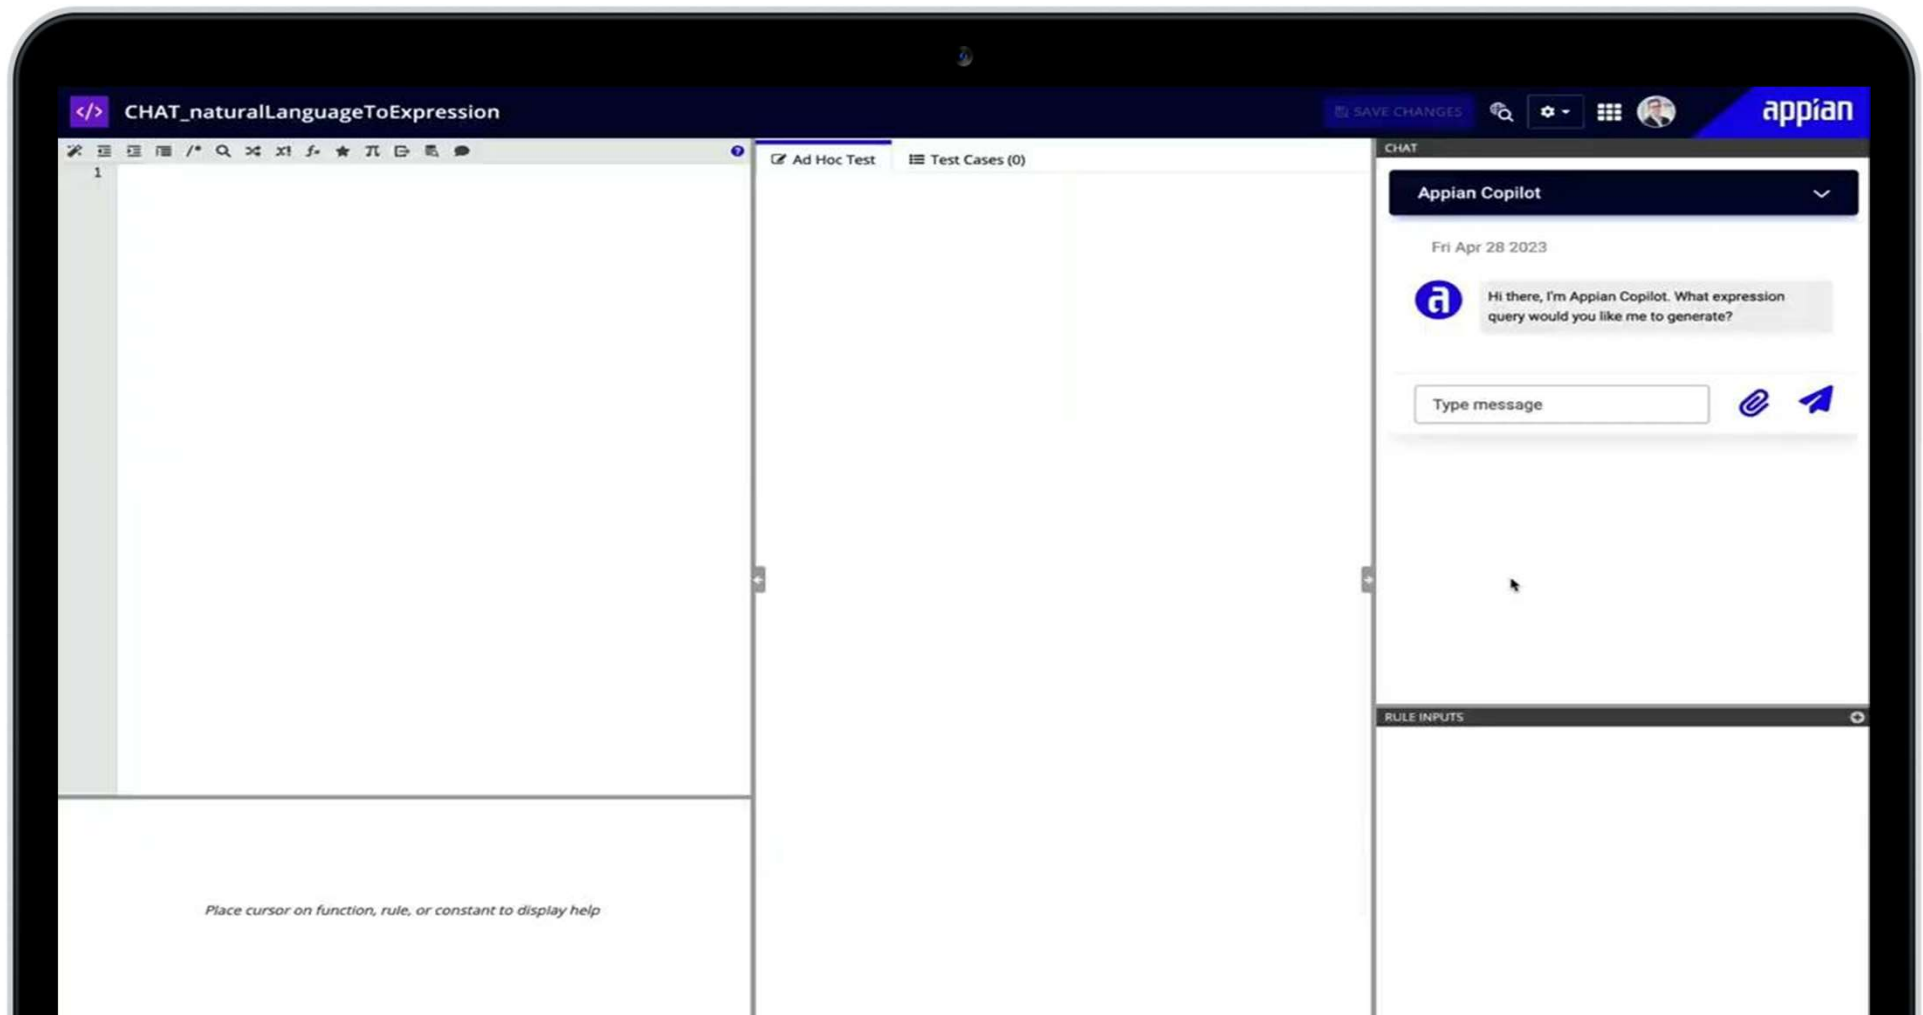 </> CHAT_naturalLanguageToExpression
SAVE CHANGES
appian
1
Ad Hoc Test
Test Cases (0)
CHAT
Appian Copilot
Fri Apr 28 2023
a
Hi there, I'm Appian Copilot. What expression
query would you like me to generate?
Type message
RULE INPUTS
Place cursor on function, rule, or constant to display help